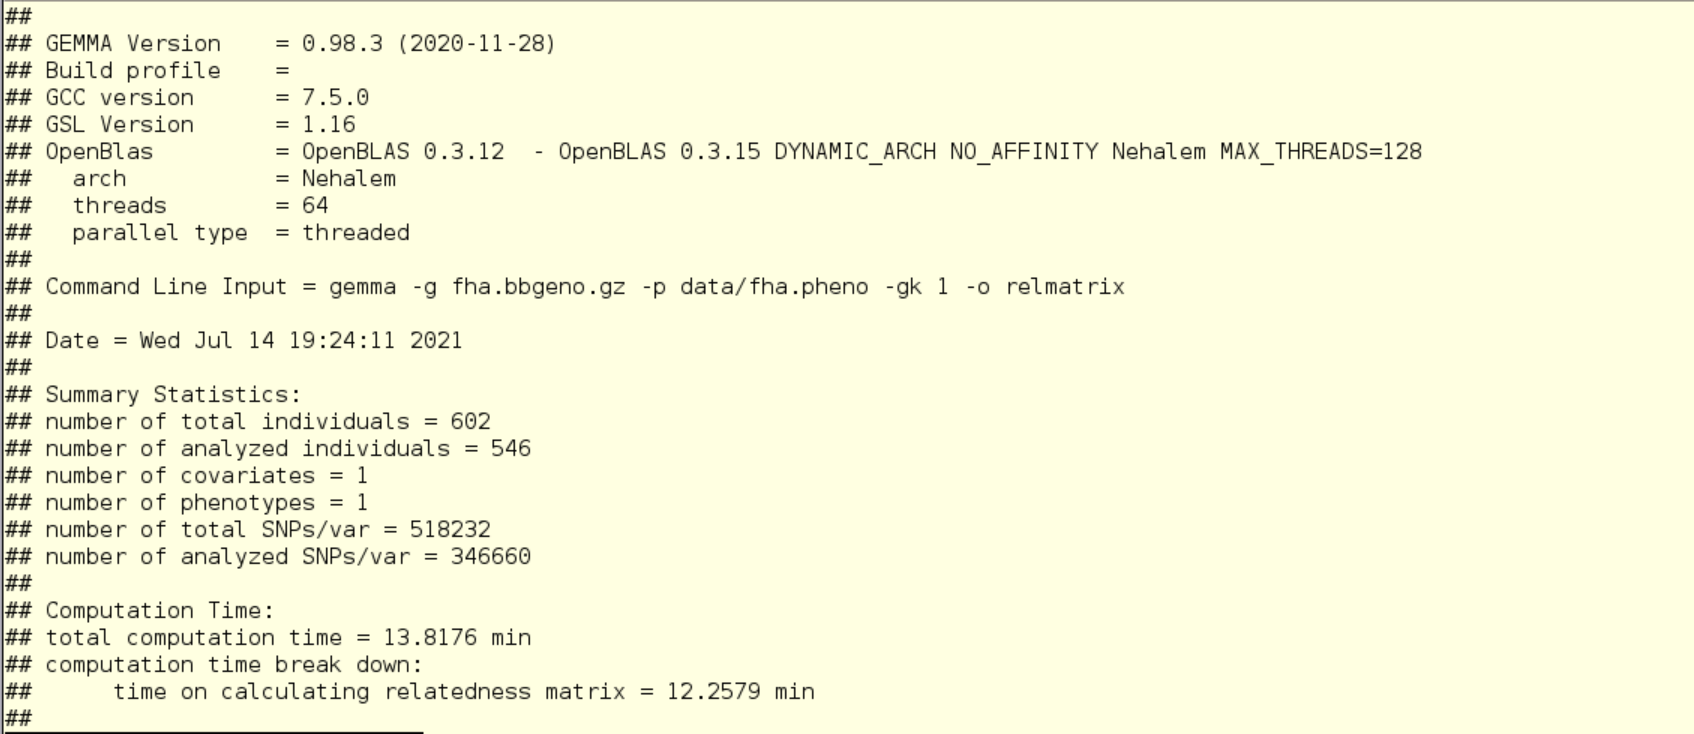 ##
## GEMMA Version    = 0.98.3 (2020-11-28)
## Build profile    =
## GCC version      = 7.5.0
## GSL Version      = 1.16
## OpenBlas         = OpenBLAS 0.3.12  - OpenBLAS 0.3.15 DYNAMIC_ARCH NO_AFFINITY Nehalem MAX_THREADS=128
##   arch           = Nehalem
##   threads        = 64
##   parallel type  = threaded
##
## Command Line Input = gemma -g fha.bbgeno.gz -p data/fha.pheno -gk 1 -o relmatrix
##
## Date = Wed Jul 14 19:24:11 2021
##
## Summary Statistics:
## number of total individuals = 602
## number of analyzed individuals = 546
## number of covariates = 1
## number of phenotypes = 1
## number of total SNPs/var = 518232
## number of analyzed SNPs/var = 346660
##
## Computation Time:
## total computation time = 13.8176 min
## computation time break down:
##      time on calculating relatedness matrix = 12.2579 min
##